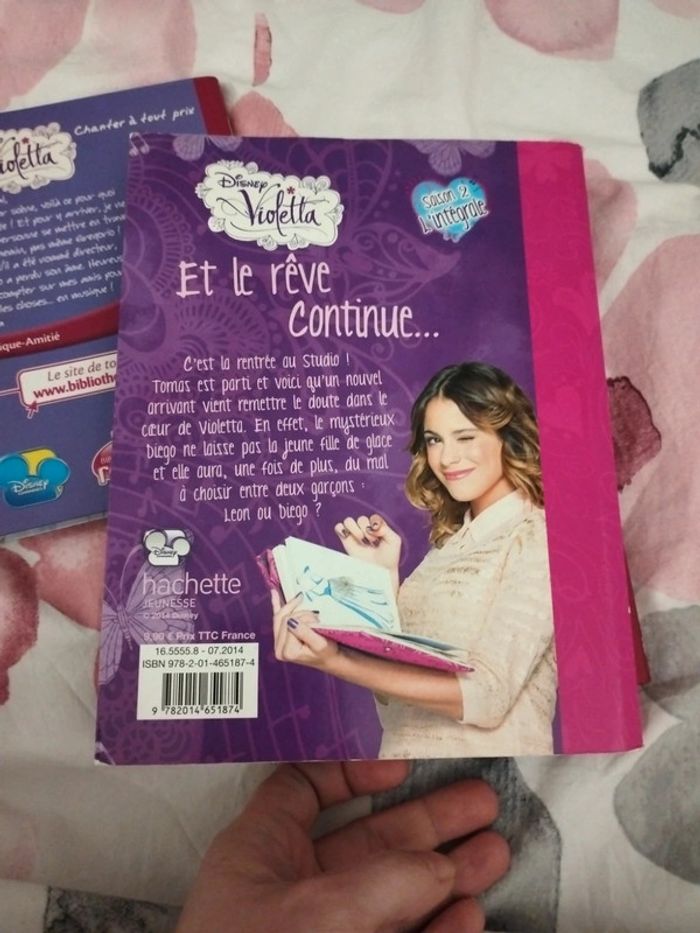 Chanter à tout prix
Violetta
Le site de to
www.biblioth
Disney
Disney
Violetta
Saison 2
L'intégrale
Et le rêve
continue...
C'est la rentrée au Studio !
Tomas est parti et voici qu'un nouvel
arrivant vient remettre le doute dans le
cœur de Violetta. En effet, le mystérieux
Diego ne laisse pas la jeune fille de glace
et elle aura, une fois de plus, du mal
à choisir entre deux garçons :
Leon ou Diego ?
Disney
hachette
JEUNESSE
© 2014 Disney
9,90 € Prix TTC France
16.5555.8 - 07.2014
ISBN 978-2-01-465187-4
9 782014 651874